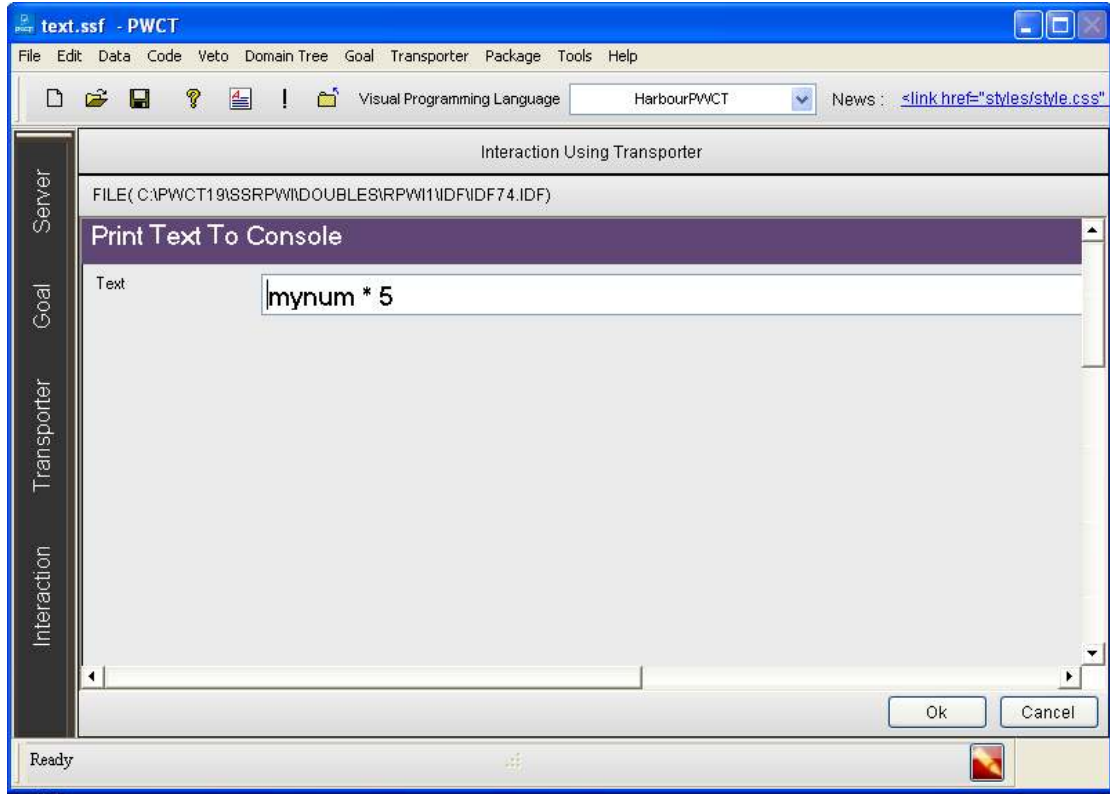 text.ssf - PWCT
File Edit Data Code Veto Domain Tree Goal Transporter Package Tools Help
Visual Programming Language HarbourPWCT News : <link href="styles/style.css"
Interaction Using Transporter
FILE( C:\PWCT19\SSRPWI\DOUBLES\RPWI1\IDF\IDF74.IDF)
Print Text To Console
Text mynum * 5
Server
Goal
Transporter
Interaction
Ok Cancel
Ready